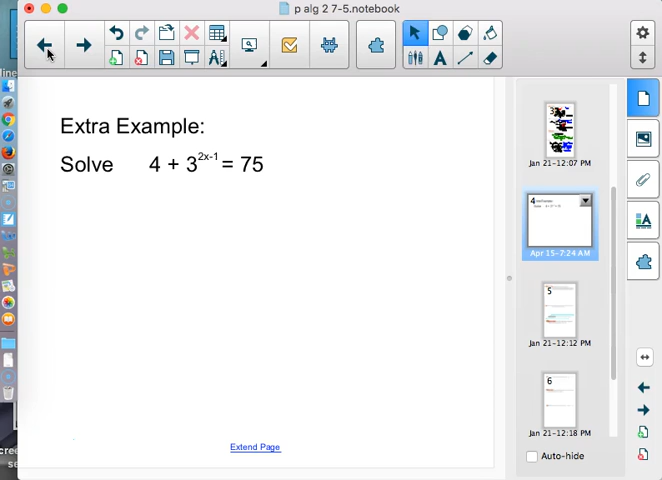 p alg 2 7-5.notebook
Extra Example:
Solve 4 + 3^{2x-1} = 75
Extend Page
3
Jan 21-12:07 PM
4
Apr 15-7:24 AM
5
Jan 21-12:12 PM
6
Jan 21-12:18 PM
Auto-hide